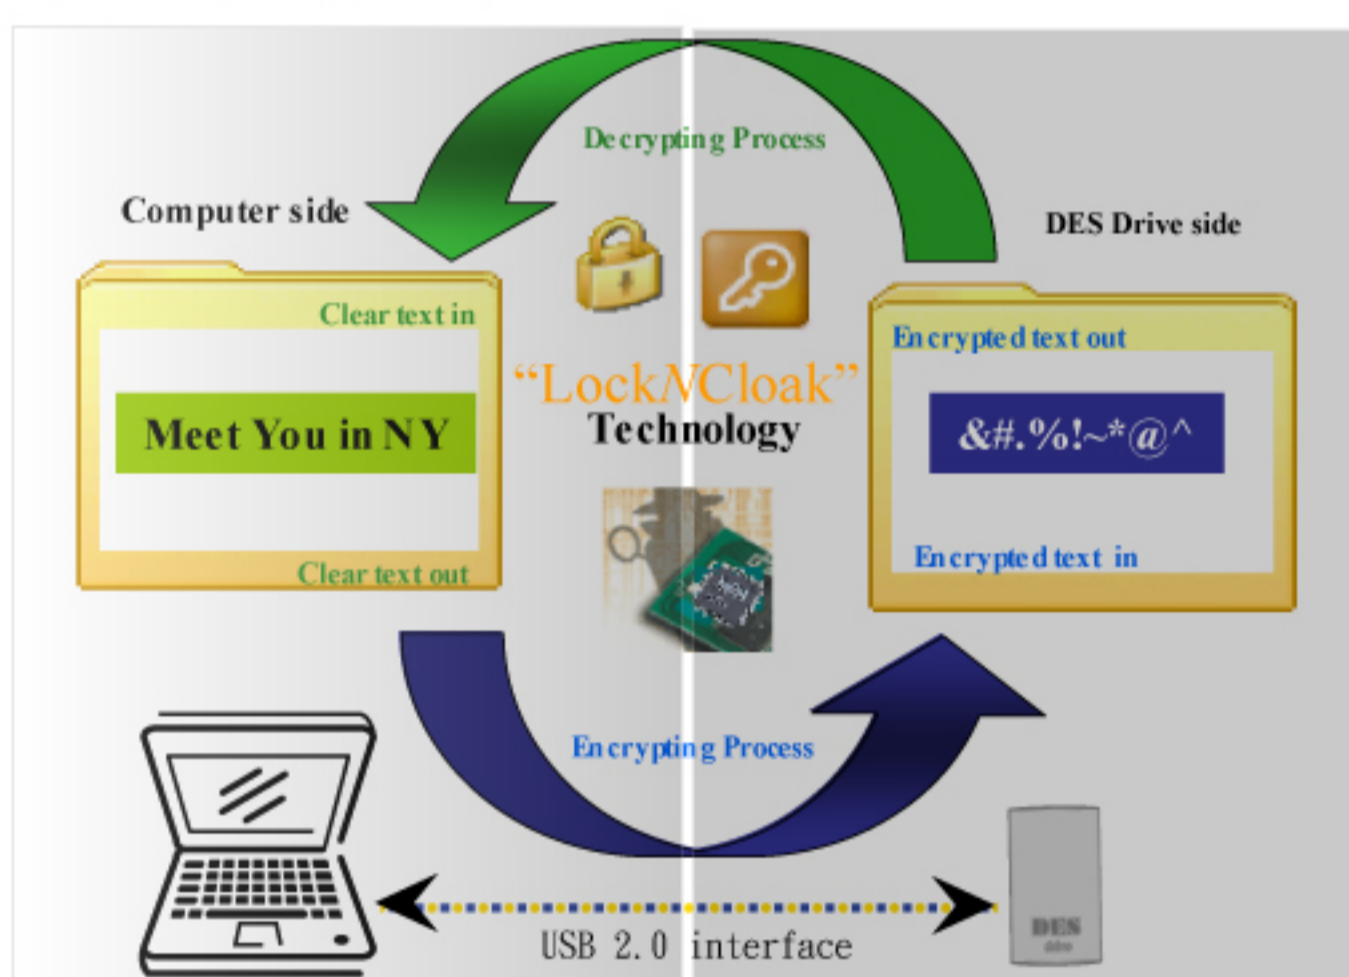 Decrypting Process
Computer side
DES Drive side
Clear text in
Encrypted text out
“LockNCloak”
Technology
Meet You in NY
&#.%!~*@^
Clear text out
Encrypted text in
Encrypting Process
DES
USB 2.0 interface